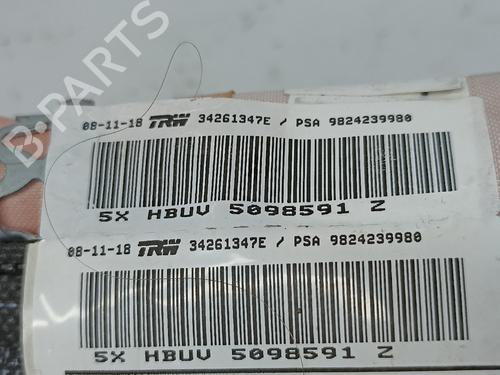 B-PARTS
08-11-18 TRW 34261347E / PSA 9824239980
5X HBUV 5098591 Z
08-11-18 TRW 34261347E / PSA 9824239980
5X HBUV 5098591 Z